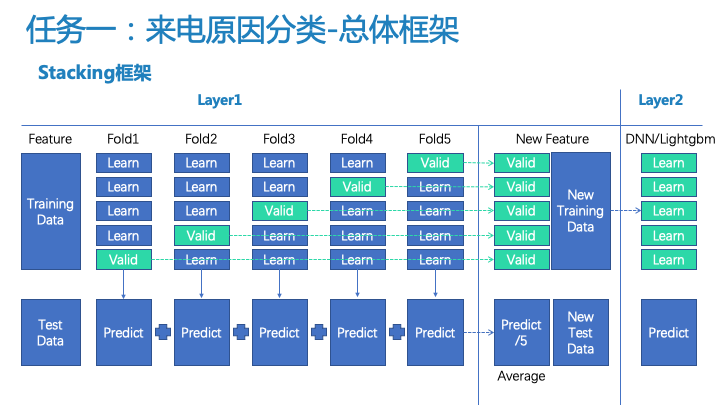 任务一：来电原因分类-总体框架
Stacking框架
Layer1 Layer2
Feature Fold1 Fold2 Fold3 Fold4 Fold5 New Feature DNN/Lightgbm
Training
Data
Learn Learn Learn Learn Valid Valid Learn
Learn Learn Learn Valid Learn Valid Learn
Learn Learn Valid Learn Learn Valid Learn
Learn Valid Learn Learn Learn Valid Learn
Valid Learn Learn Learn Learn Valid Learn
New
Training
Data
Test
Data
Predict Predict Predict Predict Predict
Predict
/5
New
Test
Data
Predict
Average